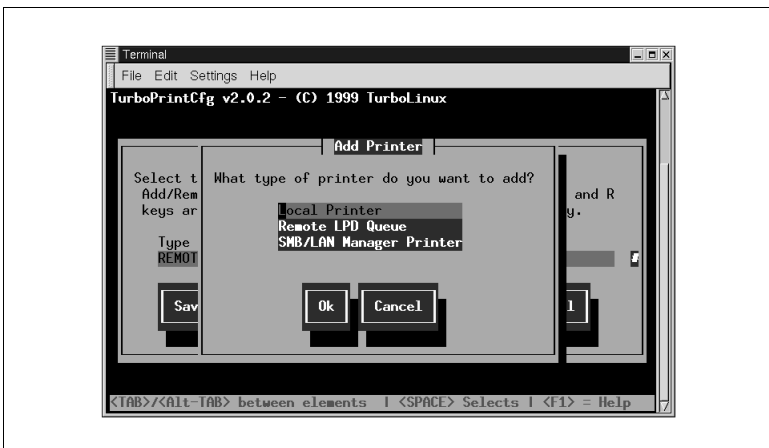 Terminal
File Edit Settings Help
TurboPrintCfg v2.0.2 - (C) 1999 TurboLinux
Add Printer
Select t
Add/Rem
keys ar
What type of printer do you want to add?
and R
y.
Local Printer
Remote LPD Queue
SMB/LAN Manager Printer
Type
REMOT
#
Sav
Ok
Cancel
l
<TAB>/<Alt-TAB> between elements | <SPACE> Selects | <F1> = Help